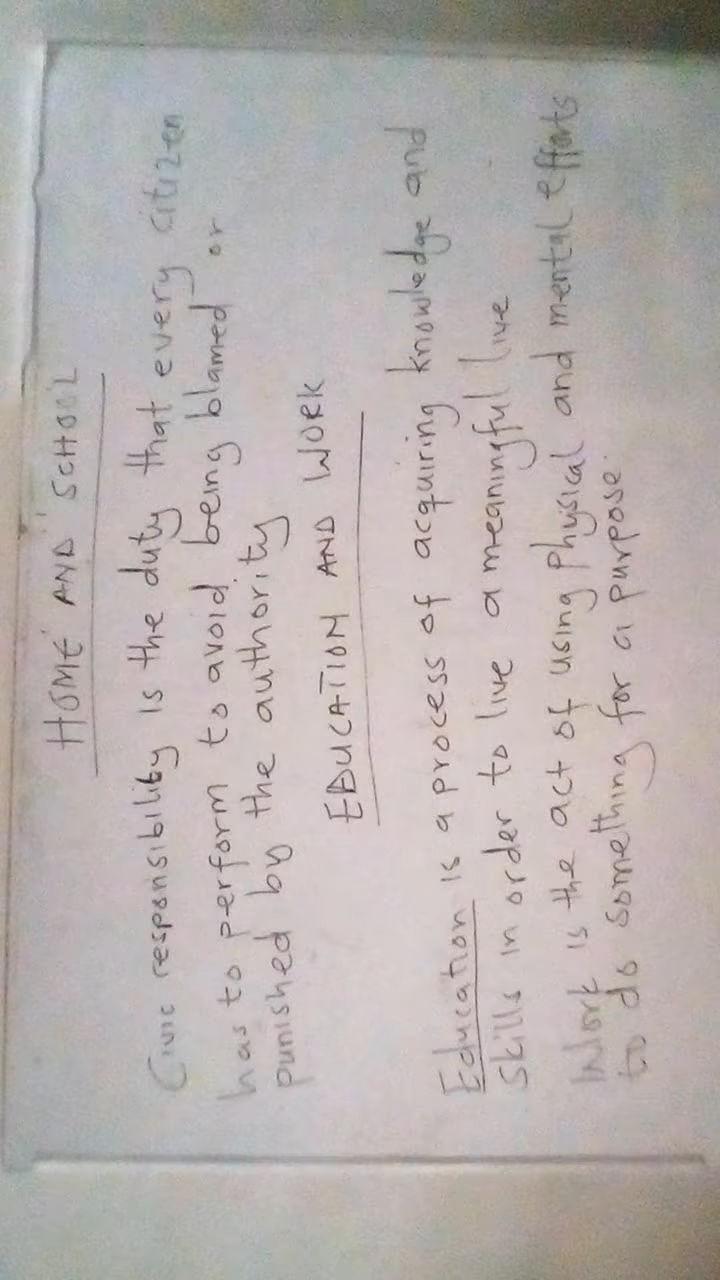 HOME AND SCHOOL
Civic responsibility is the duty that every citizen
has to perform to avoid being blamed or
punished by the authority
EDUCATION AND WORK
Education is a process of acquiring knowledge and
skills in order to live a meaningful live
Work is the act of using physical and mental efforts
to do something for a purpose.